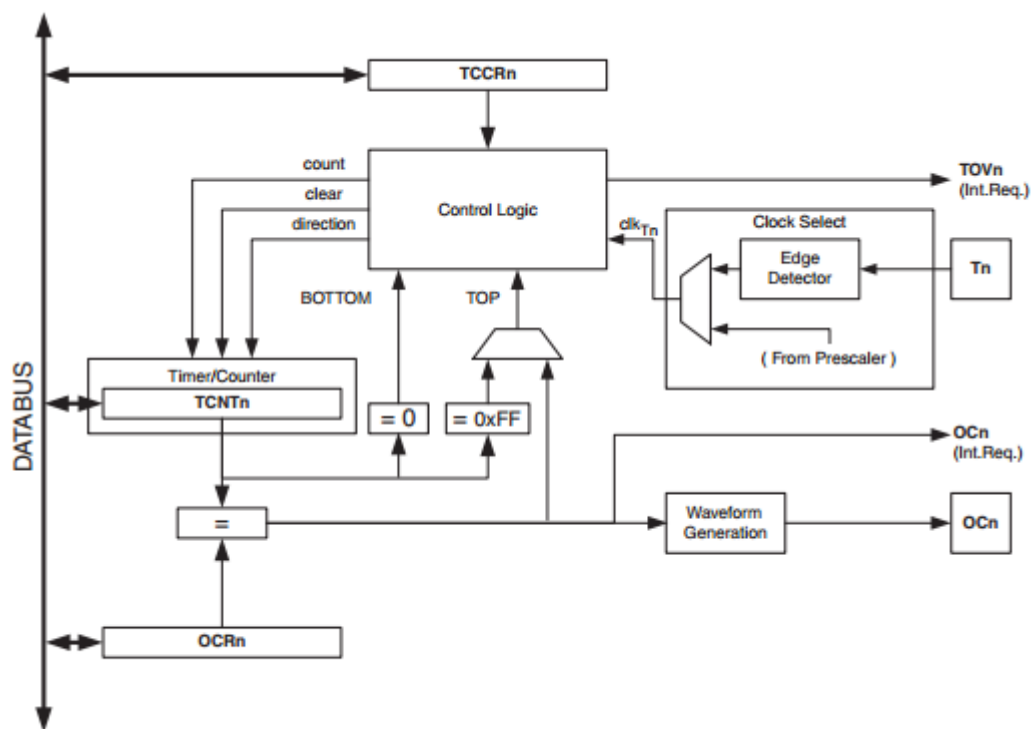 TCCRn
count
clear
direction
Control Logic
TOVn
(Int.Req.)
clkTn
Clock Select
Edge
Detector
Tn
( From Prescaler )
BOTTOM
TOP
Timer/Counter
TCNTn
= 0
= 0xFF
DATABUS
OCn
(Int.Req.)
=
Waveform
Generation
OCn
OCRn